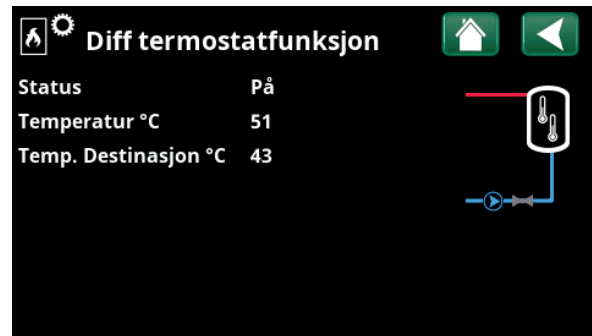 Diff termostatfunksjon
Status På
Temperatur °C 51
Temp. Destinasjon °C 43